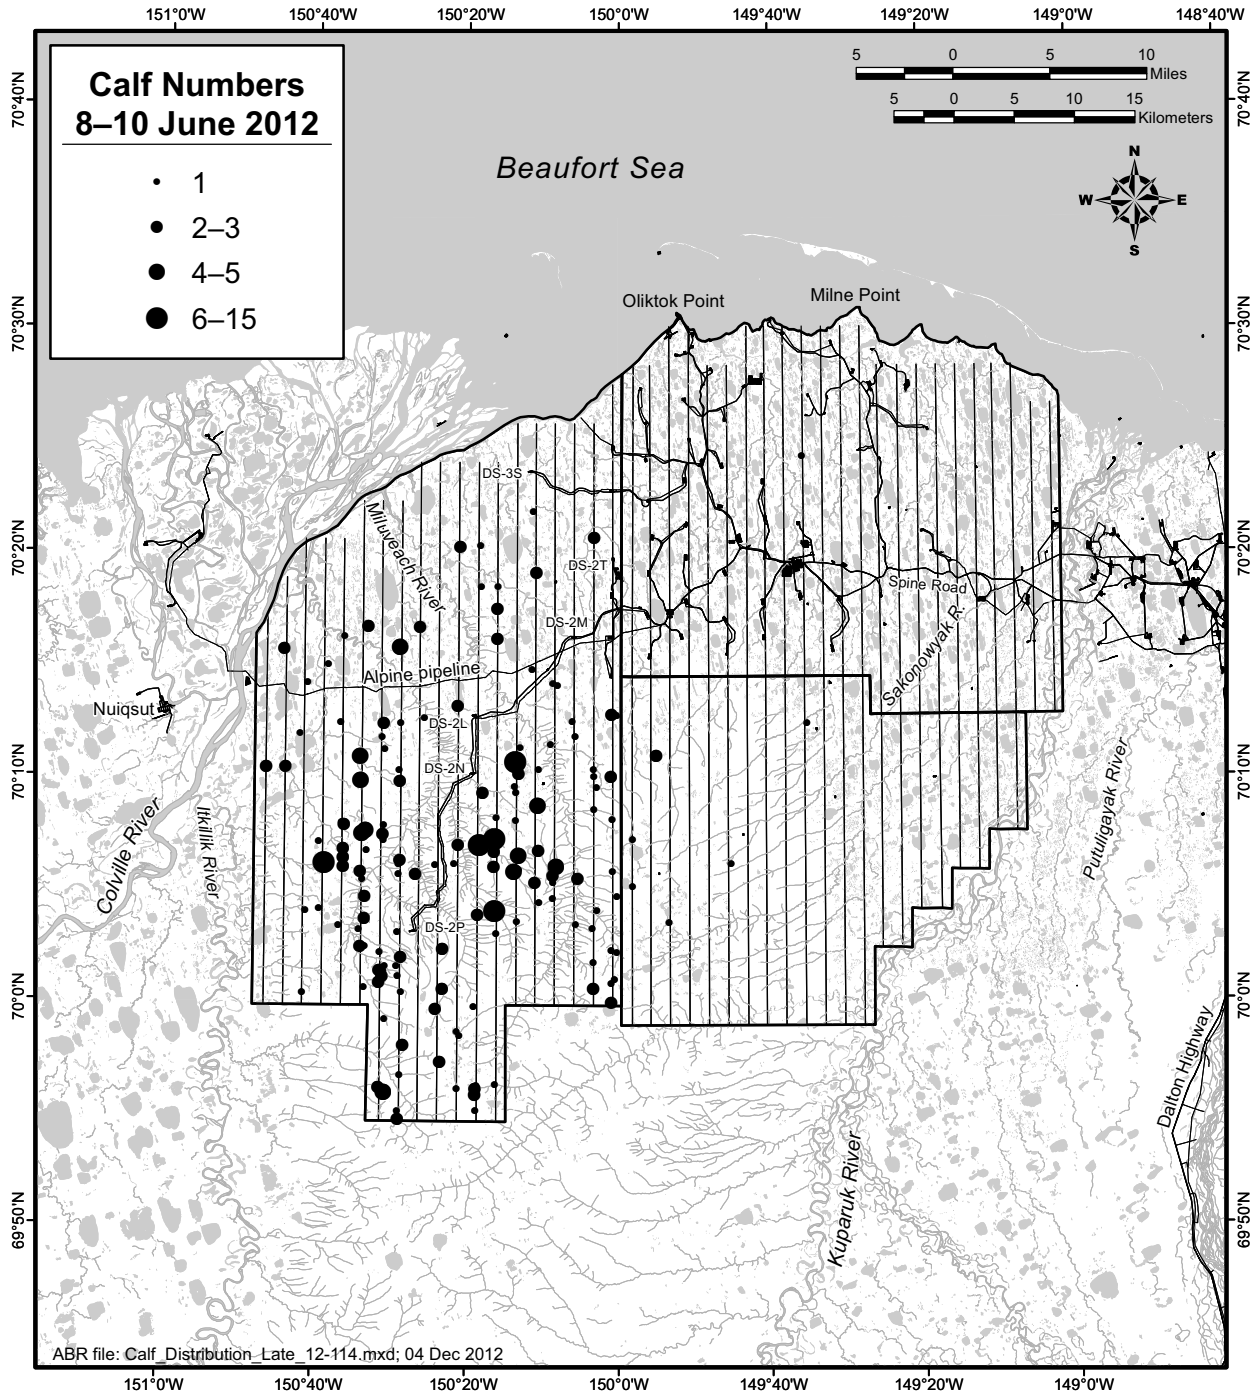 151°0'W 150°40'W 150°20'W 150°0'W 149°40'W 149°20'W 149°0'W 148°40'W
Calf Numbers
8–10 June 2012
1
2–3
4–5
6–15
5 0 5 10
Miles
5 0 5 10 15
Kilometers
N
W E
S
Beaufort Sea
70°40'N 70°40'N
Oliktok Point
Milne Point
70°30'N 70°30'N
DS-3S
Miluveach River
70°20'N 70°20'N
DS-2T
Spine Road
DS-2M
Sakonowyak R.
Alpine pipeline
Nuiqsut
DS-2L
DS-2N
70°10'N 70°10'N
Colville River
Itkillik River
Putuligayak River
DS-2P
70°0'N 70°0'N
Dalton Highway
Kuparuk River
69°50'N 69°50'N
ABR file: Calf_Distribution_Late_12-114.mxd; 04 Dec 2012
151°0'W 150°40'W 150°20'W 150°0'W 149°40'W 149°20'W 149°0'W